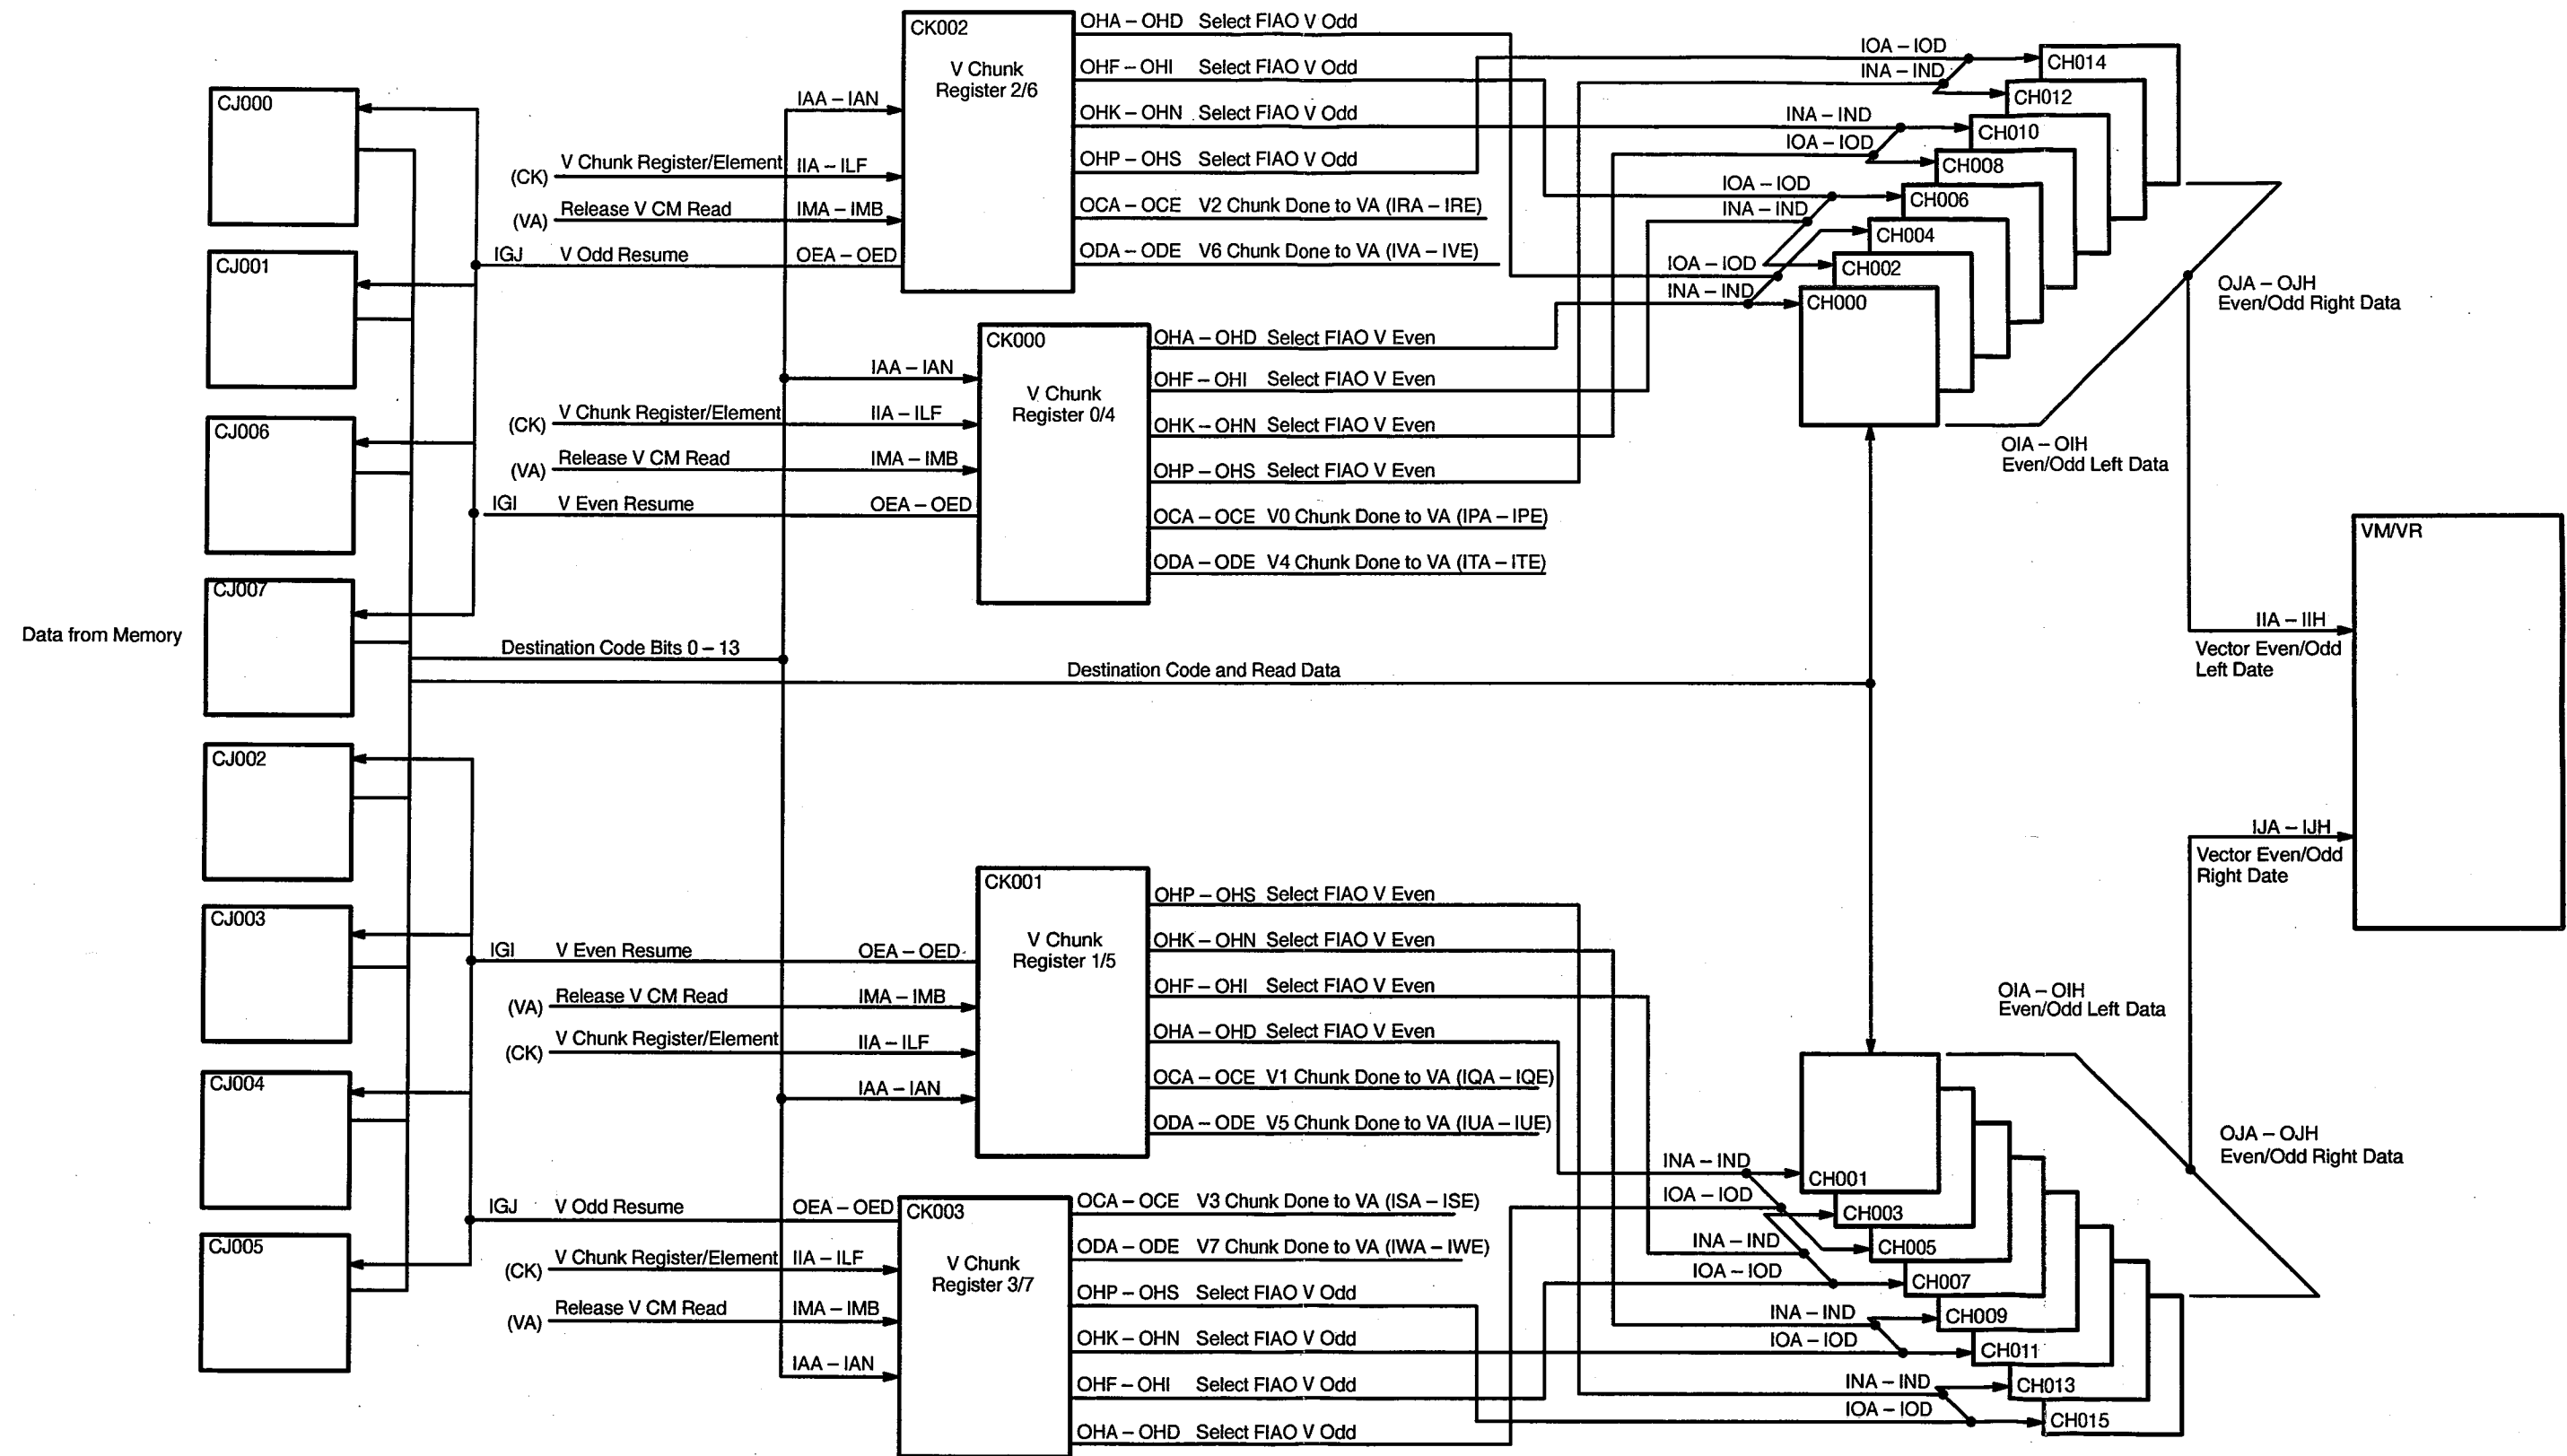 Data from Memory
CJ000
CJ001
CJ006
CJ007
CJ002
CJ003
CJ004
CJ005
CK002
V Chunk
Register 2/6
IAA – IAN
(CK) V Chunk Register/Element IIA – ILF
(VA) Release V CM Read IMA – IMB
IGJ V Odd Resume OEA – OED
OHA – OHD Select FIAO V Odd
OHF – OHI Select FIAO V Odd
OHK – OHN Select FIAO V Odd
OHP – OHS Select FIAO V Odd
OCA – OCE V2 Chunk Done to VA (IRA – IRE)
ODA – ODE V6 Chunk Done to VA (IVA – IVE)
CK000
V Chunk
Register 0/4
IAA – IAN
(CK) V Chunk Register/Element IIA – ILF
(VA) Release V CM Read IMA – IMB
IGI V Even Resume OEA – OED
OHA – OHD Select FIAO V Even
OHF – OHI Select FIAO V Even
OHK – OHN Select FIAO V Even
OHP – OHS Select FIAO V Even
OCA – OCE V0 Chunk Done to VA (IPA – IPE)
ODA – ODE V4 Chunk Done to VA (ITA – ITE)
Destination Code Bits 0 – 13
Destination Code and Read Data
IOA – IOD
INA – IND
INA – IND
IOA – IOD
IOA – IOD
INA – IND
IOA – IOD
INA – IND
CH014
CH012
CH010
CH008
CH006
CH004
CH002
CH000
OJA – OJH
Even/Odd Right Data
OIA – OIH
Even/Odd Left Data
VM/VR
IIA – IIH
Vector Even/Odd
Left Date
IJA – IJH
Vector Even/Odd
Right Date
CK001
V Chunk
Register 1/5
IGI V Even Resume OEA – OED
(VA) Release V CM Read IMA – IMB
(CK) V Chunk Register/Element IIA – ILF
IAA – IAN
OHP – OHS Select FIAO V Even
OHK – OHN Select FIAO V Even
OHF – OHI Select FIAO V Even
OHA – OHD Select FIAO V Even
OCA – OCE V1 Chunk Done to VA (IQA – IQE)
ODA – ODE V5 Chunk Done to VA (IUA – IUE)
CK003
V Chunk
Register 3/7
IGJ V Odd Resume OEA – OED
(CK) V Chunk Register/Element IIA – ILF
(VA) Release V CM Read IMA – IMB
IAA – IAN
OCA – OCE V3 Chunk Done to VA (ISA – ISE)
ODA – ODE V7 Chunk Done to VA (IWA – IWE)
OHP – OHS Select FIAO V Odd
OHK – OHN Select FIAO V Odd
OHF – OHI Select FIAO V Odd
OHA – OHD Select FIAO V Odd
INA – IND
IOA – IOD
INA – IND
IOA – IOD
INA – IND
IOA – IOD
INA – IND
IOA – IOD
CH001
CH003
CH005
CH007
CH009
CH011
CH013
CH015
OIA – OIH
Even/Odd Left Data
OJA – OJH
Even/Odd Right Data